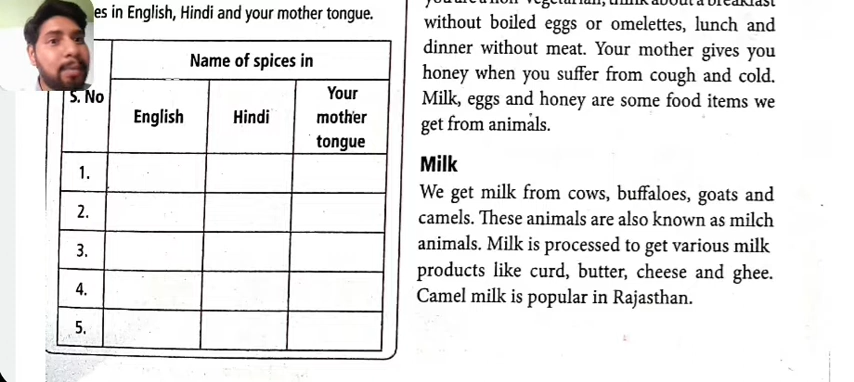 es in English, Hindi and your mother tongue.
S. No
Name of spices in
English
Hindi
Your
mother
tongue
1.
2.
3.
4.
5.
without boiled eggs or omelettes, lunch and
dinner without meat. Your mother gives you
honey when you suffer from cough and cold.
Milk, eggs and honey are some food items we
get from animals.
Milk
We get milk from cows, buffaloes, goats and
camels. These animals are also known as milch
animals. Milk is processed to get various milk
products like curd, butter, cheese and ghee.
Camel milk is popular in Rajasthan.